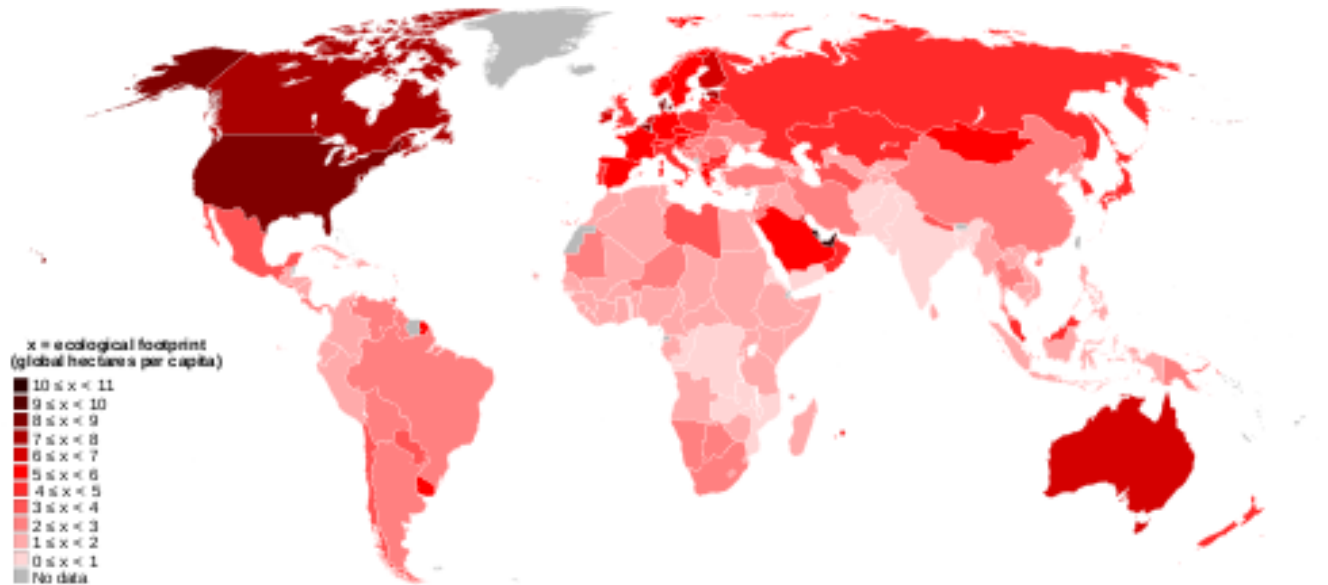 x = ecological footprint
(global hectares per capita)
10 ≤ x < 11
9 ≤ x < 10
8 ≤ x < 9
7 ≤ x < 8
6 ≤ x < 7
5 ≤ x < 6
4 ≤ x < 5
3 ≤ x < 4
2 ≤ x < 3
1 ≤ x < 2
0 ≤ x < 1
No data